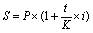 S = P × (1 + t/K × i)